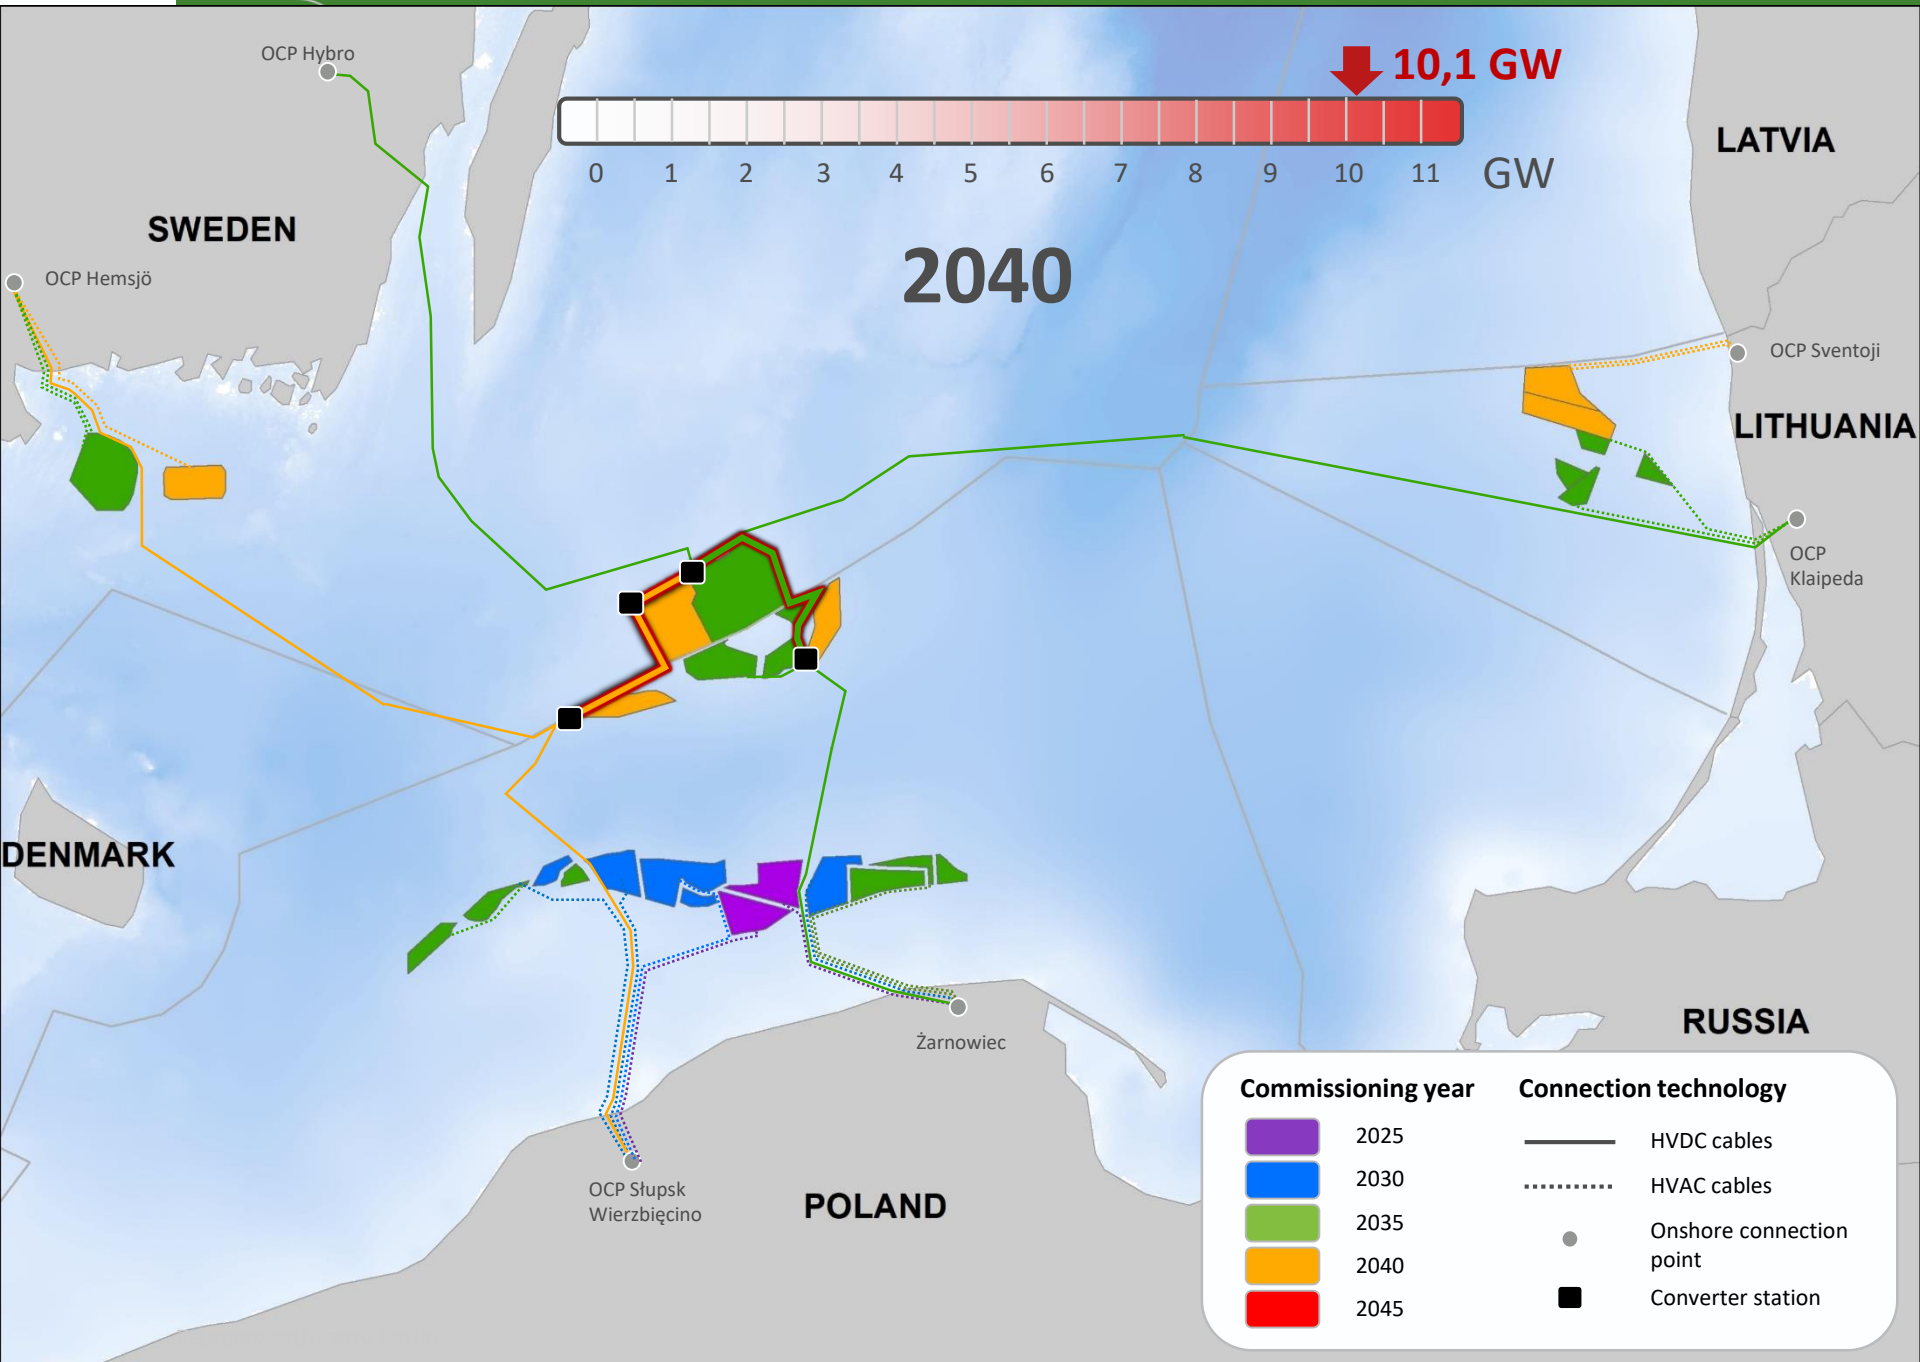 OCP Hybro
10,1 GW
0 1 2 3 4 5 6 7 8 9 10 11 GW
LATVIA
SWEDEN
OCP Hemsjö
2040
OCP Sventoji
LITHUANIA
OCP
Klaipeda
DENMARK
Żarnowiec
RUSSIA
OCP Słupsk
Wierzbięcino
POLAND
Commissioning year
2025
2030
2035
2040
2045
Connection technology
HVDC cables
HVAC cables
Onshore connection
point
Converter station